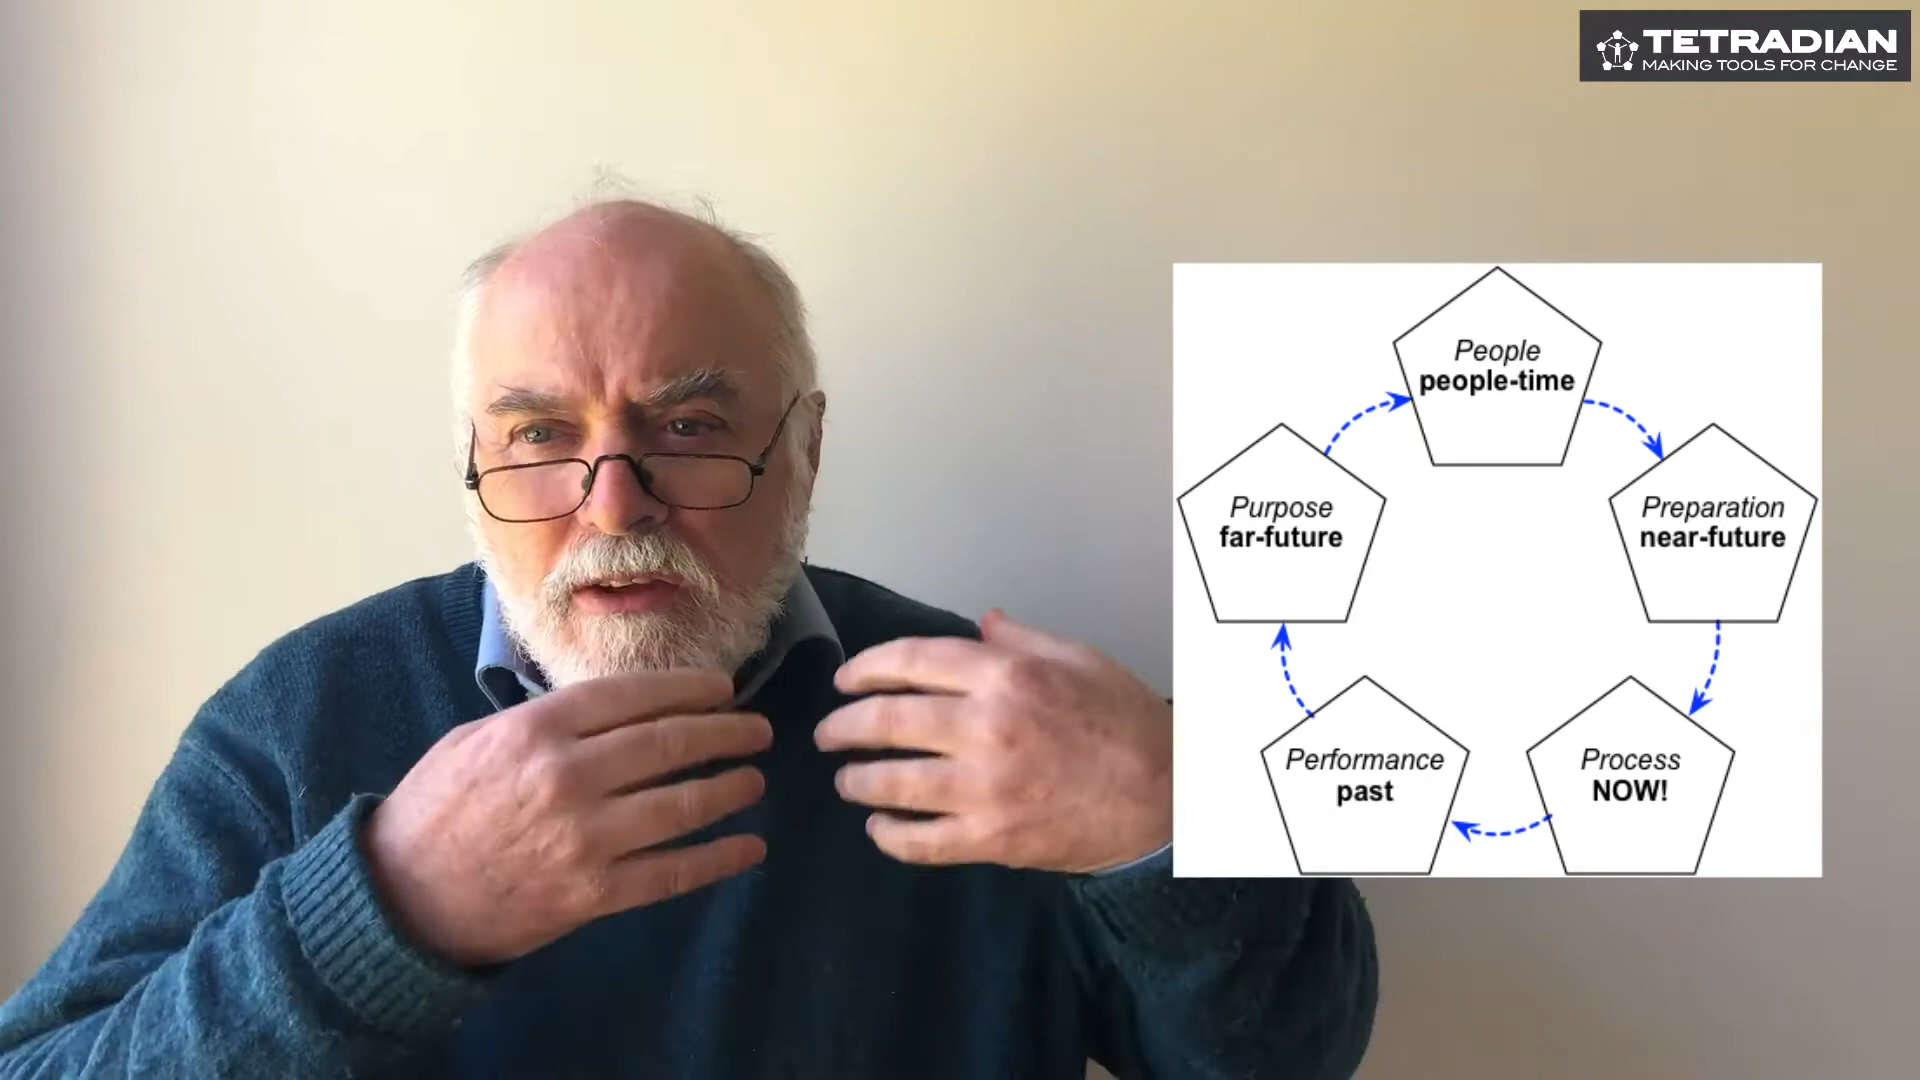 TETRADIAN
MAKING TOOLS FOR CHANGE
People
people-time
Purpose
far-future
Preparation
near-future
Performance
past
Process
NOW!